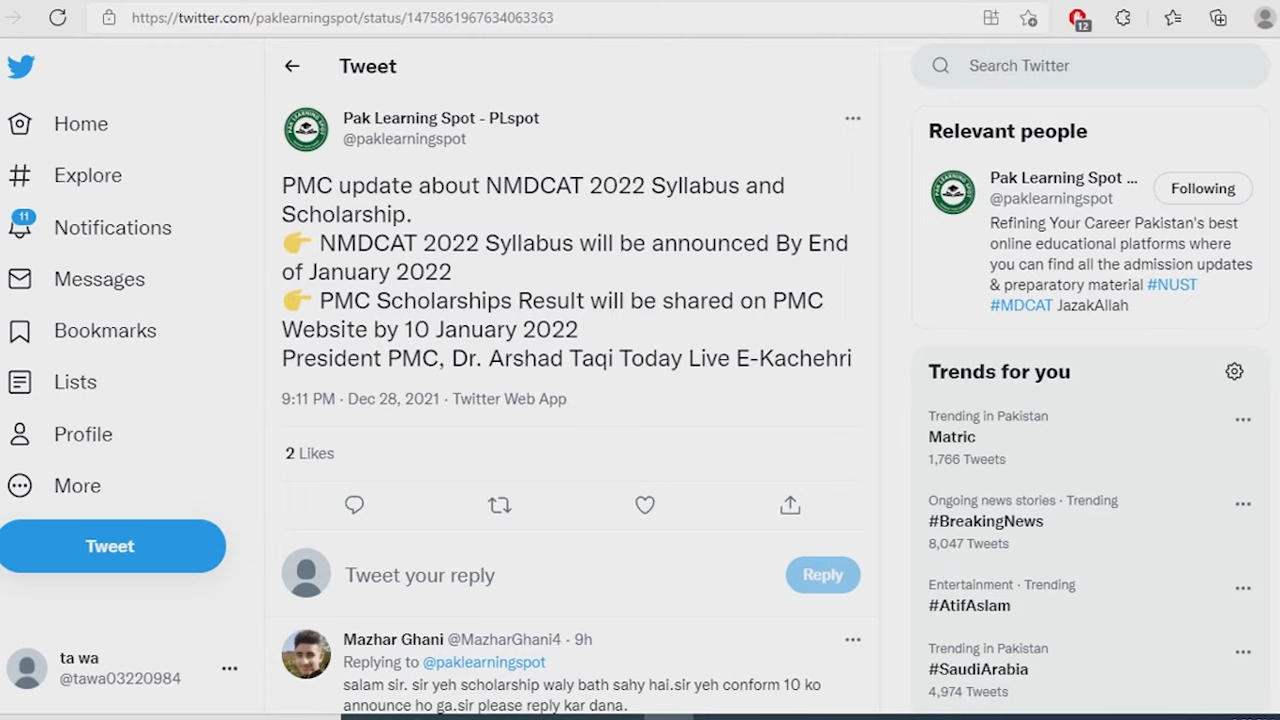 https://twitter.com/paklearningspot/status/1475861967634063363
12
Home
Explore
11
Notifications
Messages
Bookmarks
Lists
Profile
More
Tweet
ta wa
@tawa03220984
Tweet
Pak Learning Spot - PLspot
@paklearningspot
PMC update about NMDCAT 2022 Syllabus and
Scholarship.
👉 NMDCAT 2022 Syllabus will be announced By End
of January 2022
👉 PMC Scholarships Result will be shared on PMC
Website by 10 January 2022
President PMC, Dr. Arshad Taqi Today Live E-Kachehri
9:11 PM · Dec 28, 2021 · Twitter Web App
2 Likes
Tweet your reply
Reply
Mazhar Ghani @MazharGhani4 · 9h
Replying to @paklearningspot
salam sir. sir yeh scholarship waly bath sahy hai.sir yeh conform 10 ko
announce ho ga.sir please reply kar dana.
Search Twitter
Relevant people
Pak Learning Spot ...
@paklearningspot
Following
Refining Your Career Pakistan's best
online educational platforms where
you can find all the admission updates
& preparatory material #NUST
#MDCAT JazakAllah
Trends for you
Trending in Pakistan
Matric
1,766 Tweets
Ongoing news stories · Trending
#BreakingNews
8,047 Tweets
Entertainment · Trending
#AtifAslam
Trending in Pakistan
#SaudiArabia
4,974 Tweets